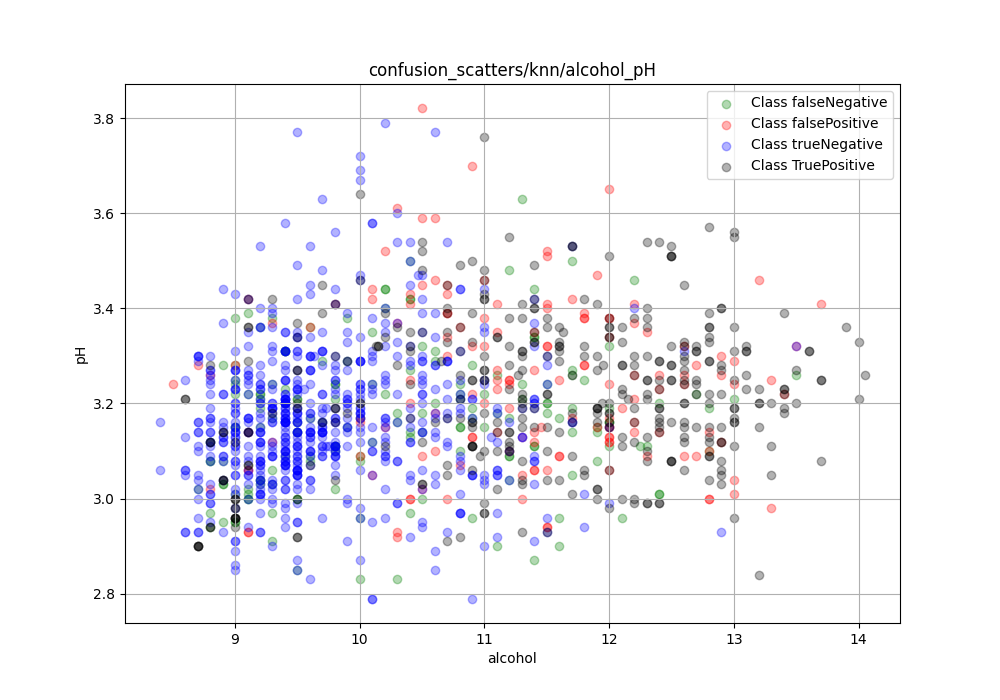 confusion_scatters/knn/alcohol_pH
Class falseNegative
Class falsePositive
Class trueNegative
Class TruePositive
pH
3.8
3.6
3.4
3.2
3.0
2.8
9 10 11 12 13 14
alcohol